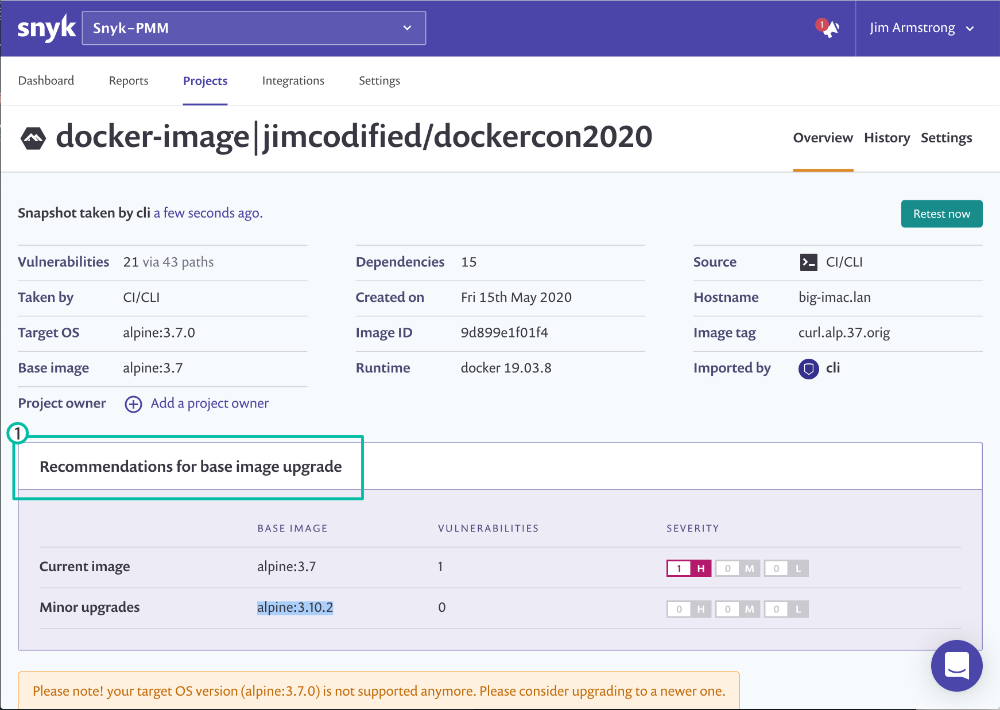 snyk Snyk-PMM 1 Jim Armstrong
Dashboard Reports Projects Integrations Settings
docker-image|jimcodified/dockercon2020 Overview History Settings
Snapshot taken by cli a few seconds ago. Retest now
Vulnerabilities 21 via 43 paths Dependencies 15 Source CI/CLI
Taken by CI/CLI Created on Fri 15th May 2020 Hostname big-imac.lan
Target OS alpine:3.7.0 Image ID 9d899e1f01f4 Image tag curl.alp.37.orig
Base image alpine:3.7 Runtime docker 19.03.8 Imported by cli
Project owner Add a project owner
1
Recommendations for base image upgrade
BASE IMAGE VULNERABILITIES SEVERITY
Current image alpine:3.7 1 1 H 0 M 0 L
Minor upgrades alpine:3.10.2 0 0 H 0 M 0 L
Please note! your target OS version (alpine:3.7.0) is not supported anymore. Please consider upgrading to a newer one.